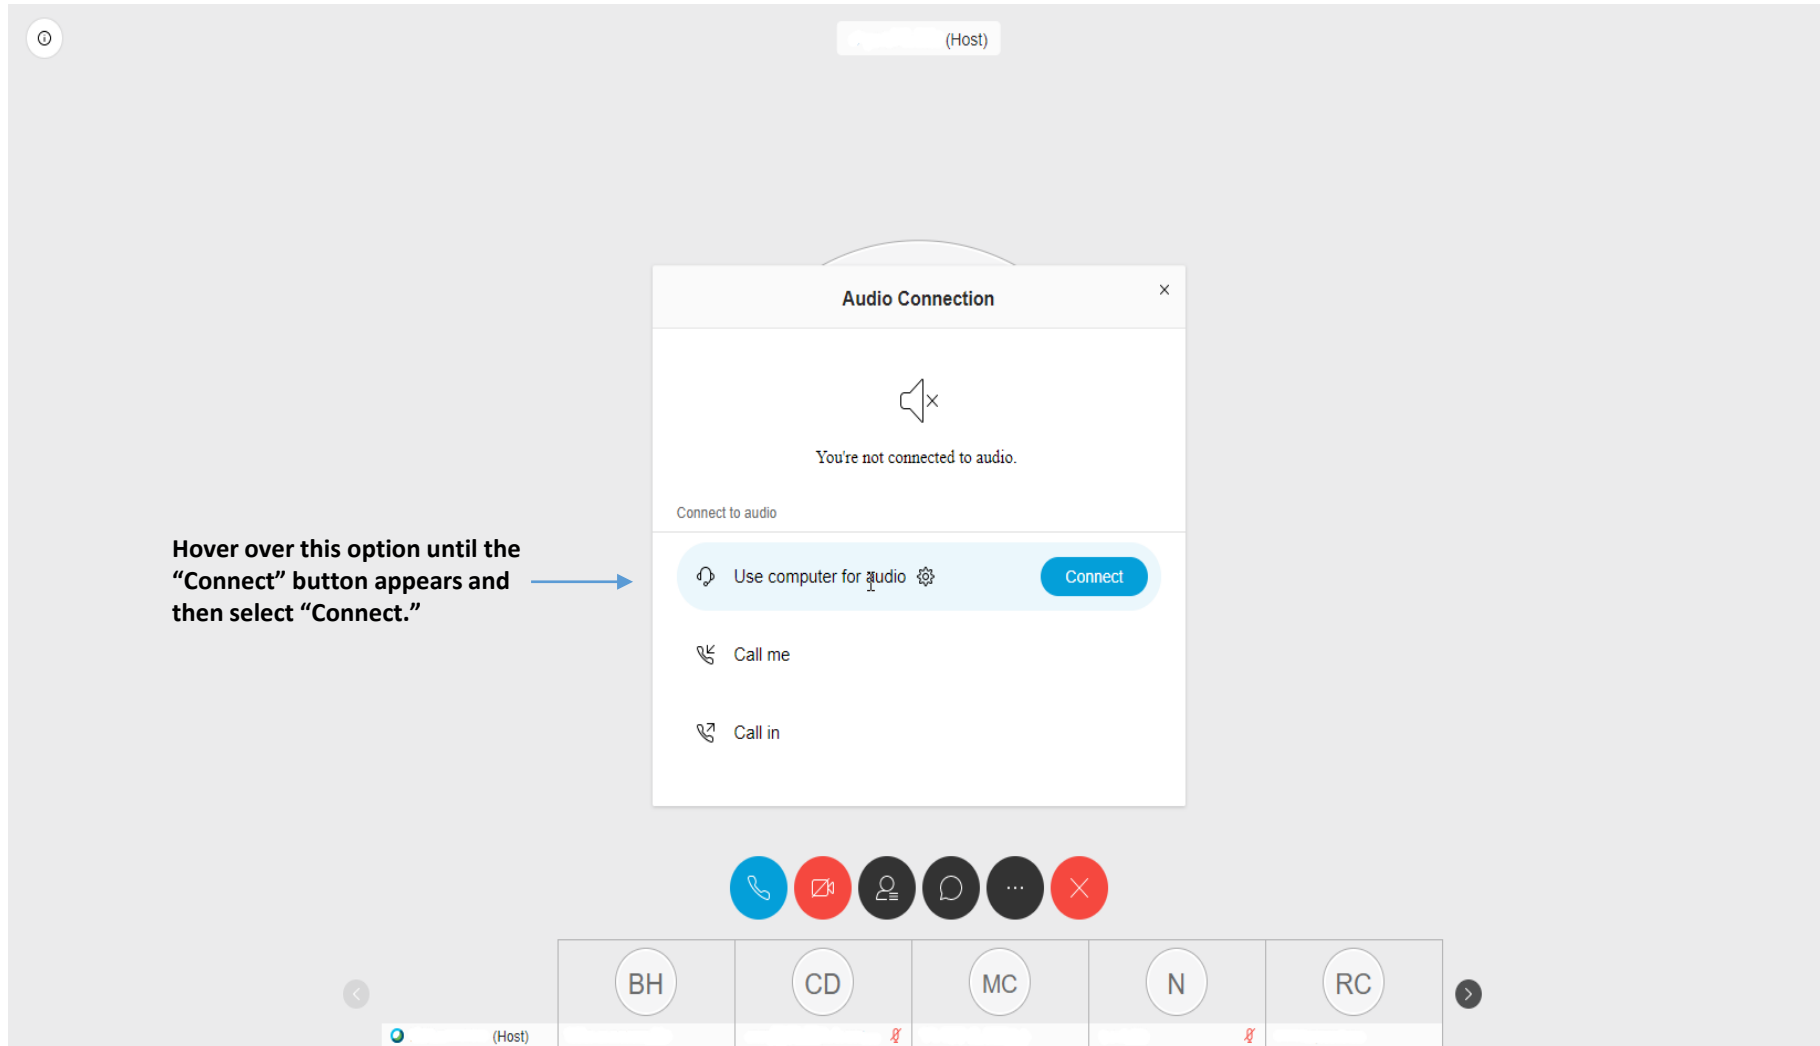 (Host)
Audio Connection
You're not connected to audio.
Connect to audio
Hover over this option until the
“Connect” button appears and
then select “Connect.”
Use computer for audio
Connect
Call me
Call in
BH
CD
MC
N
RC
(Host)